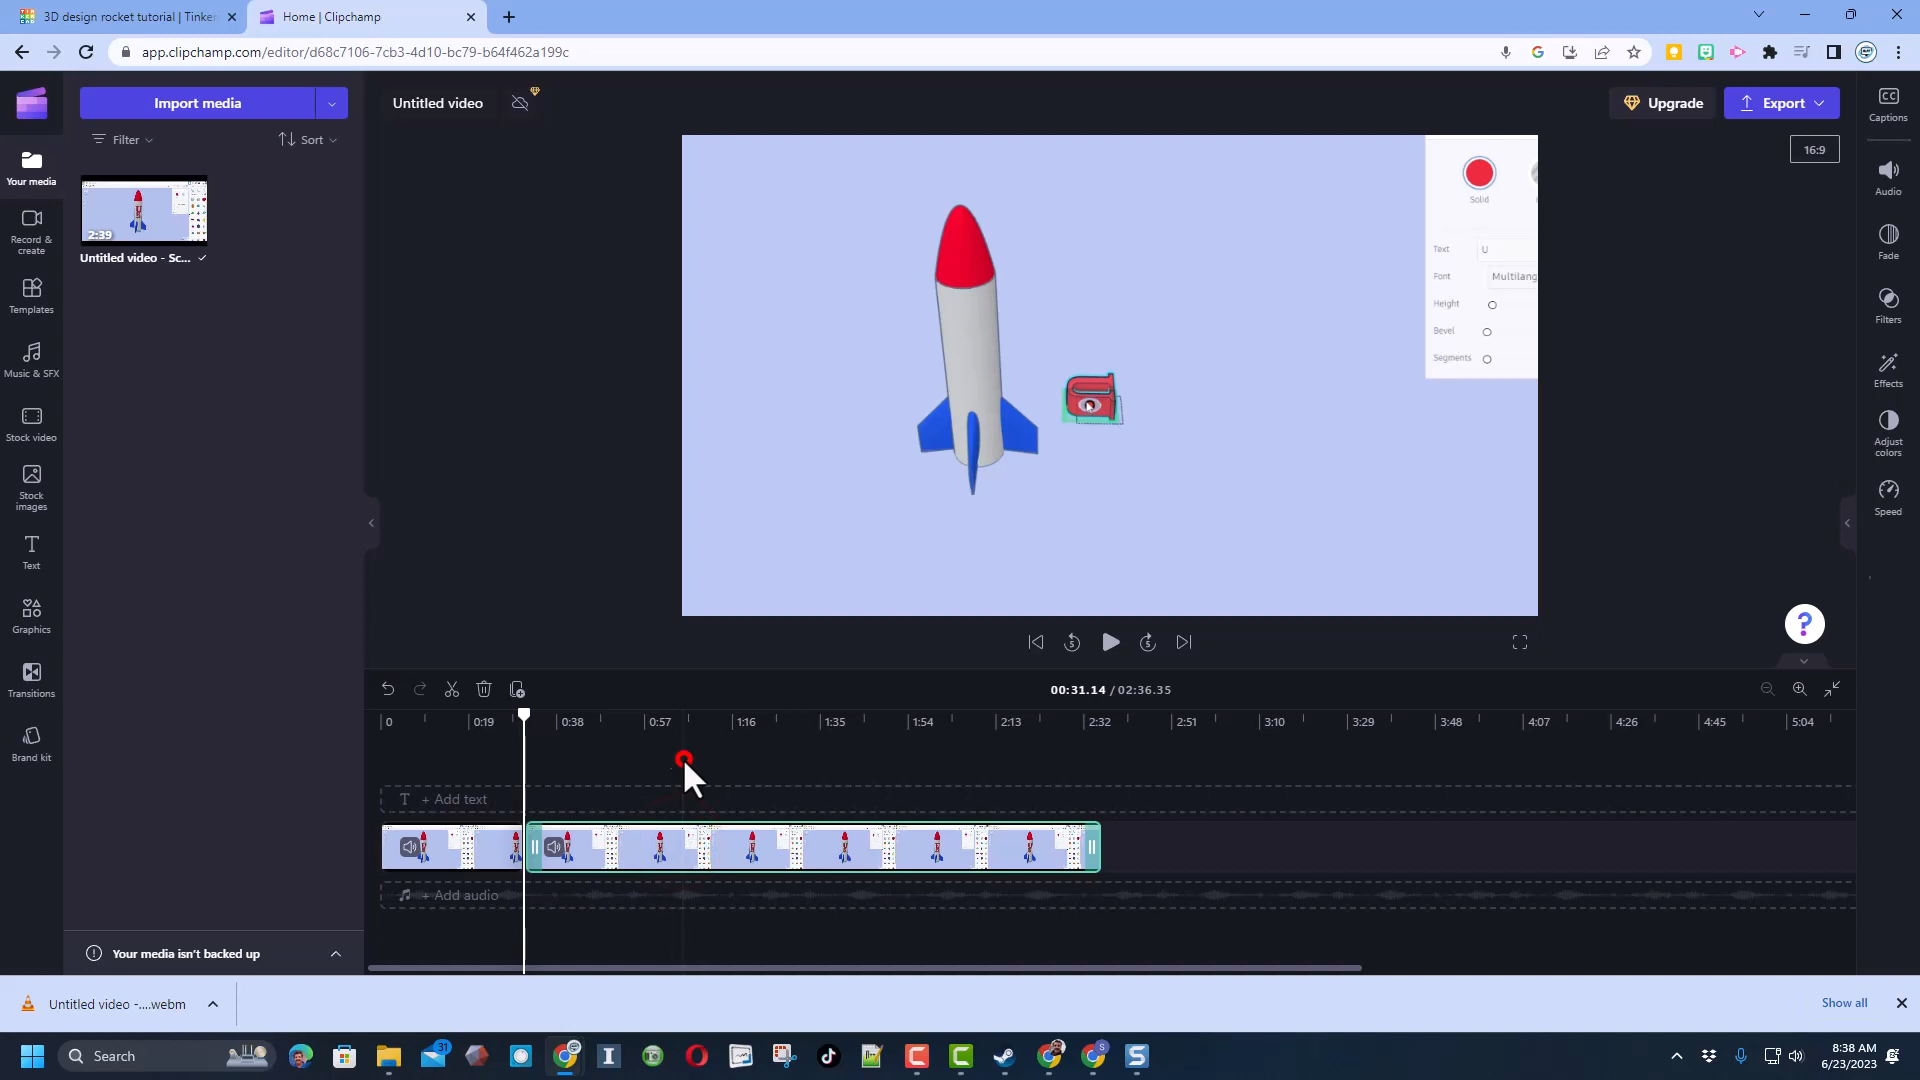 3D design rocket tutorial | Tinker
Home | Clipchamp
app.clipchamp.com/editor/d68c7106-7cb3-4d10-bc79-b64f462a199c
Import media
Untitled video
Upgrade
Export
Captions
Filter
Sort
16:9
Your media
2:39
Untitled video - Sc...
Record &
create
Templates
Music & SFX
Stock video
Stock
images
Text
Graphics
Transitions
Brand kit
Solid
Text
U
Font
Multilang
Height
Bevel
Segments
Audio
Fade
Filters
Effects
Adjust
colors
Speed
?
00:31.14 / 02:36.35
0
0:19
0:38
0:57
1:16
1:35
1:54
2:13
2:32
2:51
3:10
3:29
3:48
4:07
4:26
4:45
5:04
T + Add text
+ Add audio
Your media isn't backed up
Untitled video -....webm
Show all
Search
31
8:38 AM
6/23/2023